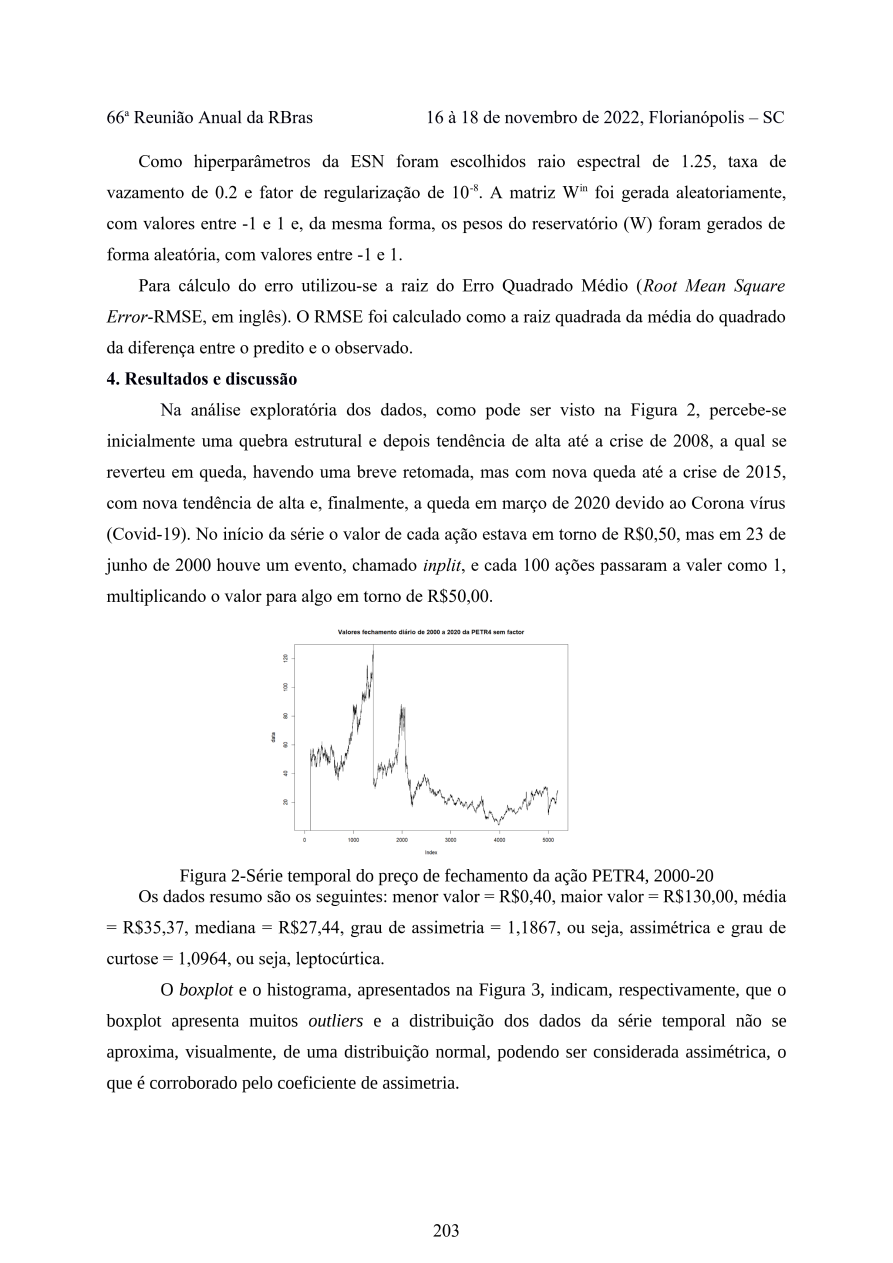 66ª Reunião Anual da RBras 16 à 18 de novembro de 2022, Florianópolis – SC
Como hiperparâmetros da ESN foram escolhidos raio espectral de 1.25, taxa de
vazamento de 0.2 e fator de regularização de 10⁻⁸. A matriz Wⁱⁿ foi gerada aleatoriamente,
com valores entre -1 e 1 e, da mesma forma, os pesos do reservatório (W) foram gerados de
forma aleatória, com valores entre -1 e 1.
Para cálculo do erro utilizou-se a raiz do Erro Quadrado Médio (Root Mean Square
Error-RMSE, em inglês). O RMSE foi calculado como a raiz quadrada da média do quadrado
da diferença entre o predito e o observado.
4. Resultados e discussão
Na análise exploratória dos dados, como pode ser visto na Figura 2, percebe-se
inicialmente uma quebra estrutural e depois tendência de alta até a crise de 2008, a qual se
reverteu em queda, havendo uma breve retomada, mas com nova queda até a crise de 2015,
com nova tendência de alta e, finalmente, a queda em março de 2020 devido ao Corona vírus
(Covid-19). No início da série o valor de cada ação estava em torno de R$0,50, mas em 23 de
junho de 2000 houve um evento, chamado inplit, e cada 100 ações passaram a valer como 1,
multiplicando o valor para algo em torno de R$50,00.
Valores fechamento diário de 2000 a 2020 da PETR4 sem factor
data
120
100
80
60
40
20
0 1000 2000 3000 4000 5000
Index
Figura 2-Série temporal do preço de fechamento da ação PETR4, 2000-20
Os dados resumo são os seguintes: menor valor = R$0,40, maior valor = R$130,00, média
= R$35,37, mediana = R$27,44, grau de assimetria = 1,1867, ou seja, assimétrica e grau de
curtose = 1,0964, ou seja, leptocúrtica.
O boxplot e o histograma, apresentados na Figura 3, indicam, respectivamente, que o
boxplot apresenta muitos outliers e a distribuição dos dados da série temporal não se
aproxima, visualmente, de uma distribuição normal, podendo ser considerada assimétrica, o
que é corroborado pelo coeficiente de assimetria.
203